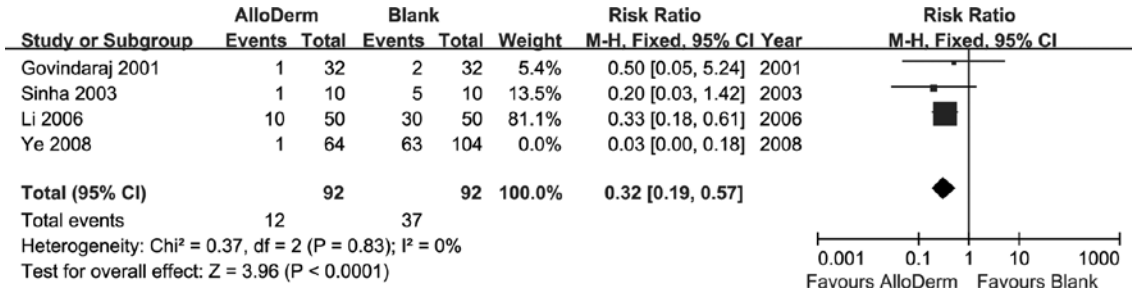 AlloDerm Blank Risk Ratio Risk Ratio
Study or Subgroup Events Total Events Total Weight M-H, Fixed, 95% CI Year M-H, Fixed, 95% CI
Govindaraj 2001 1 32 2 32 5.4% 0.50 [0.05, 5.24] 2001
Sinha 2003 1 10 5 10 13.5% 0.20 [0.03, 1.42] 2003
Li 2006 10 50 30 50 81.1% 0.33 [0.18, 0.61] 2006
Ye 2008 1 64 63 104 0.0% 0.03 [0.00, 0.18] 2008
Total (95% CI) 92 92 100.0% 0.32 [0.19, 0.57]
Total events 12 37
Heterogeneity: Chi² = 0.37, df = 2 (P = 0.83); I² = 0%
Test for overall effect: Z = 3.96 (P < 0.0001)
0.001 0.1 1 10 1000
Favours AlloDerm Favours Blank